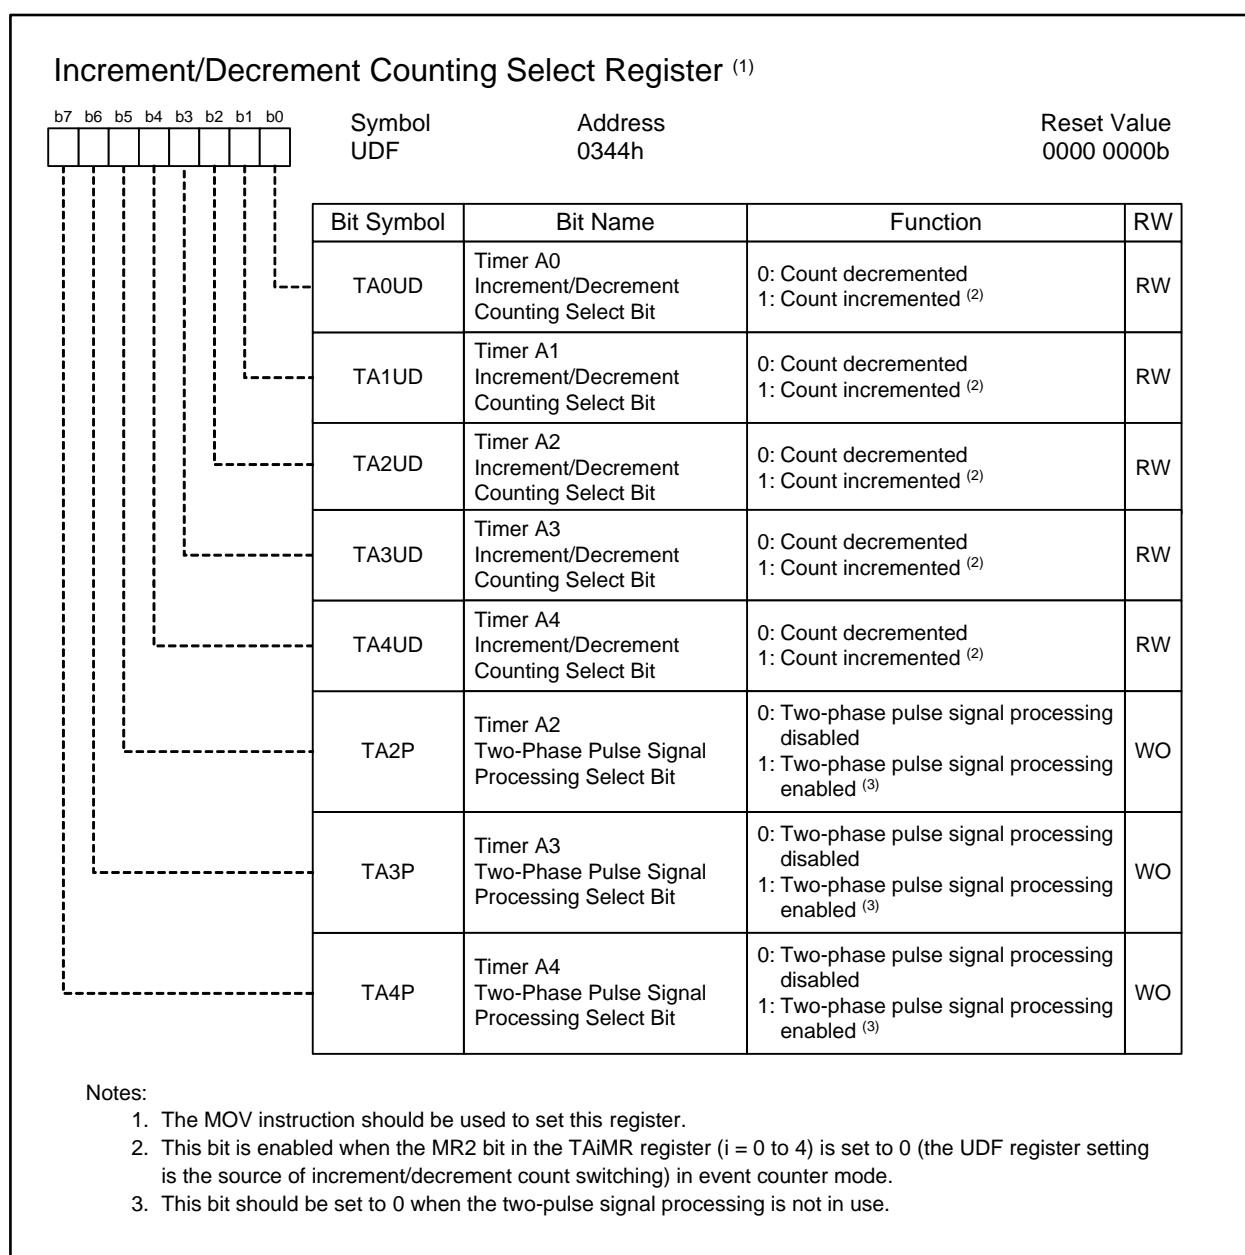 Increment/Decrement Counting Select Register (1)
b7 b6 b5 b4 b3 b2 b1 b0
Symbol Address Reset Value
UDF 0344h 0000 0000b
Bit Symbol Bit Name Function RW
TA0UD
Timer A0
Increment/Decrement
Counting Select Bit
0: Count decremented
1: Count incremented (2)
RW
TA1UD
Timer A1
Increment/Decrement
Counting Select Bit
0: Count decremented
1: Count incremented (2)
RW
TA2UD
Timer A2
Increment/Decrement
Counting Select Bit
0: Count decremented
1: Count incremented (2)
RW
TA3UD
Timer A3
Increment/Decrement
Counting Select Bit
0: Count decremented
1: Count incremented (2)
RW
TA4UD
Timer A4
Increment/Decrement
Counting Select Bit
0: Count decremented
1: Count incremented (2)
RW
TA2P
Timer A2
Two-Phase Pulse Signal
Processing Select Bit
0: Two-phase pulse signal processing
disabled
1: Two-phase pulse signal processing
enabled (3)
WO
TA3P
Timer A3
Two-Phase Pulse Signal
Processing Select Bit
0: Two-phase pulse signal processing
disabled
1: Two-phase pulse signal processing
enabled (3)
WO
TA4P
Timer A4
Two-Phase Pulse Signal
Processing Select Bit
0: Two-phase pulse signal processing
disabled
1: Two-phase pulse signal processing
enabled (3)
WO
Notes:
1. The MOV instruction should be used to set this register.
2. This bit is enabled when the MR2 bit in the TAiMR register (i = 0 to 4) is set to 0 (the UDF register setting
is the source of increment/decrement count switching) in event counter mode.
3. This bit should be set to 0 when the two-pulse signal processing is not in use.